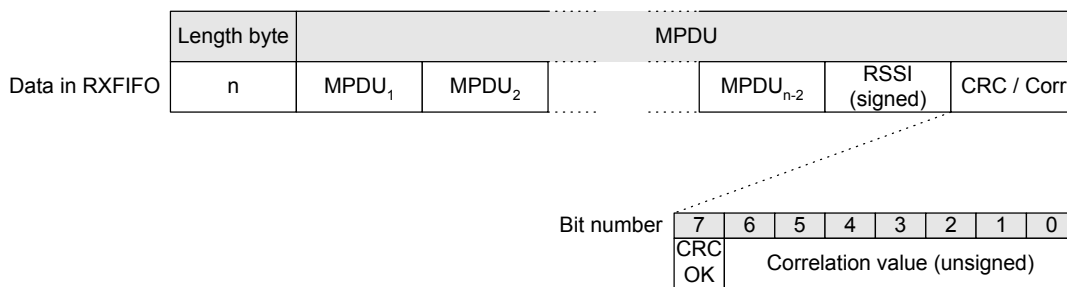 Length byte MPDU
Data in RXFIFO n MPDU₁ MPDU₂ MPDUₙ₋₂ RSSI (signed) CRC / Corr
Bit number 7 6 5 4 3 2 1 0
CRC OK Correlation value (unsigned)